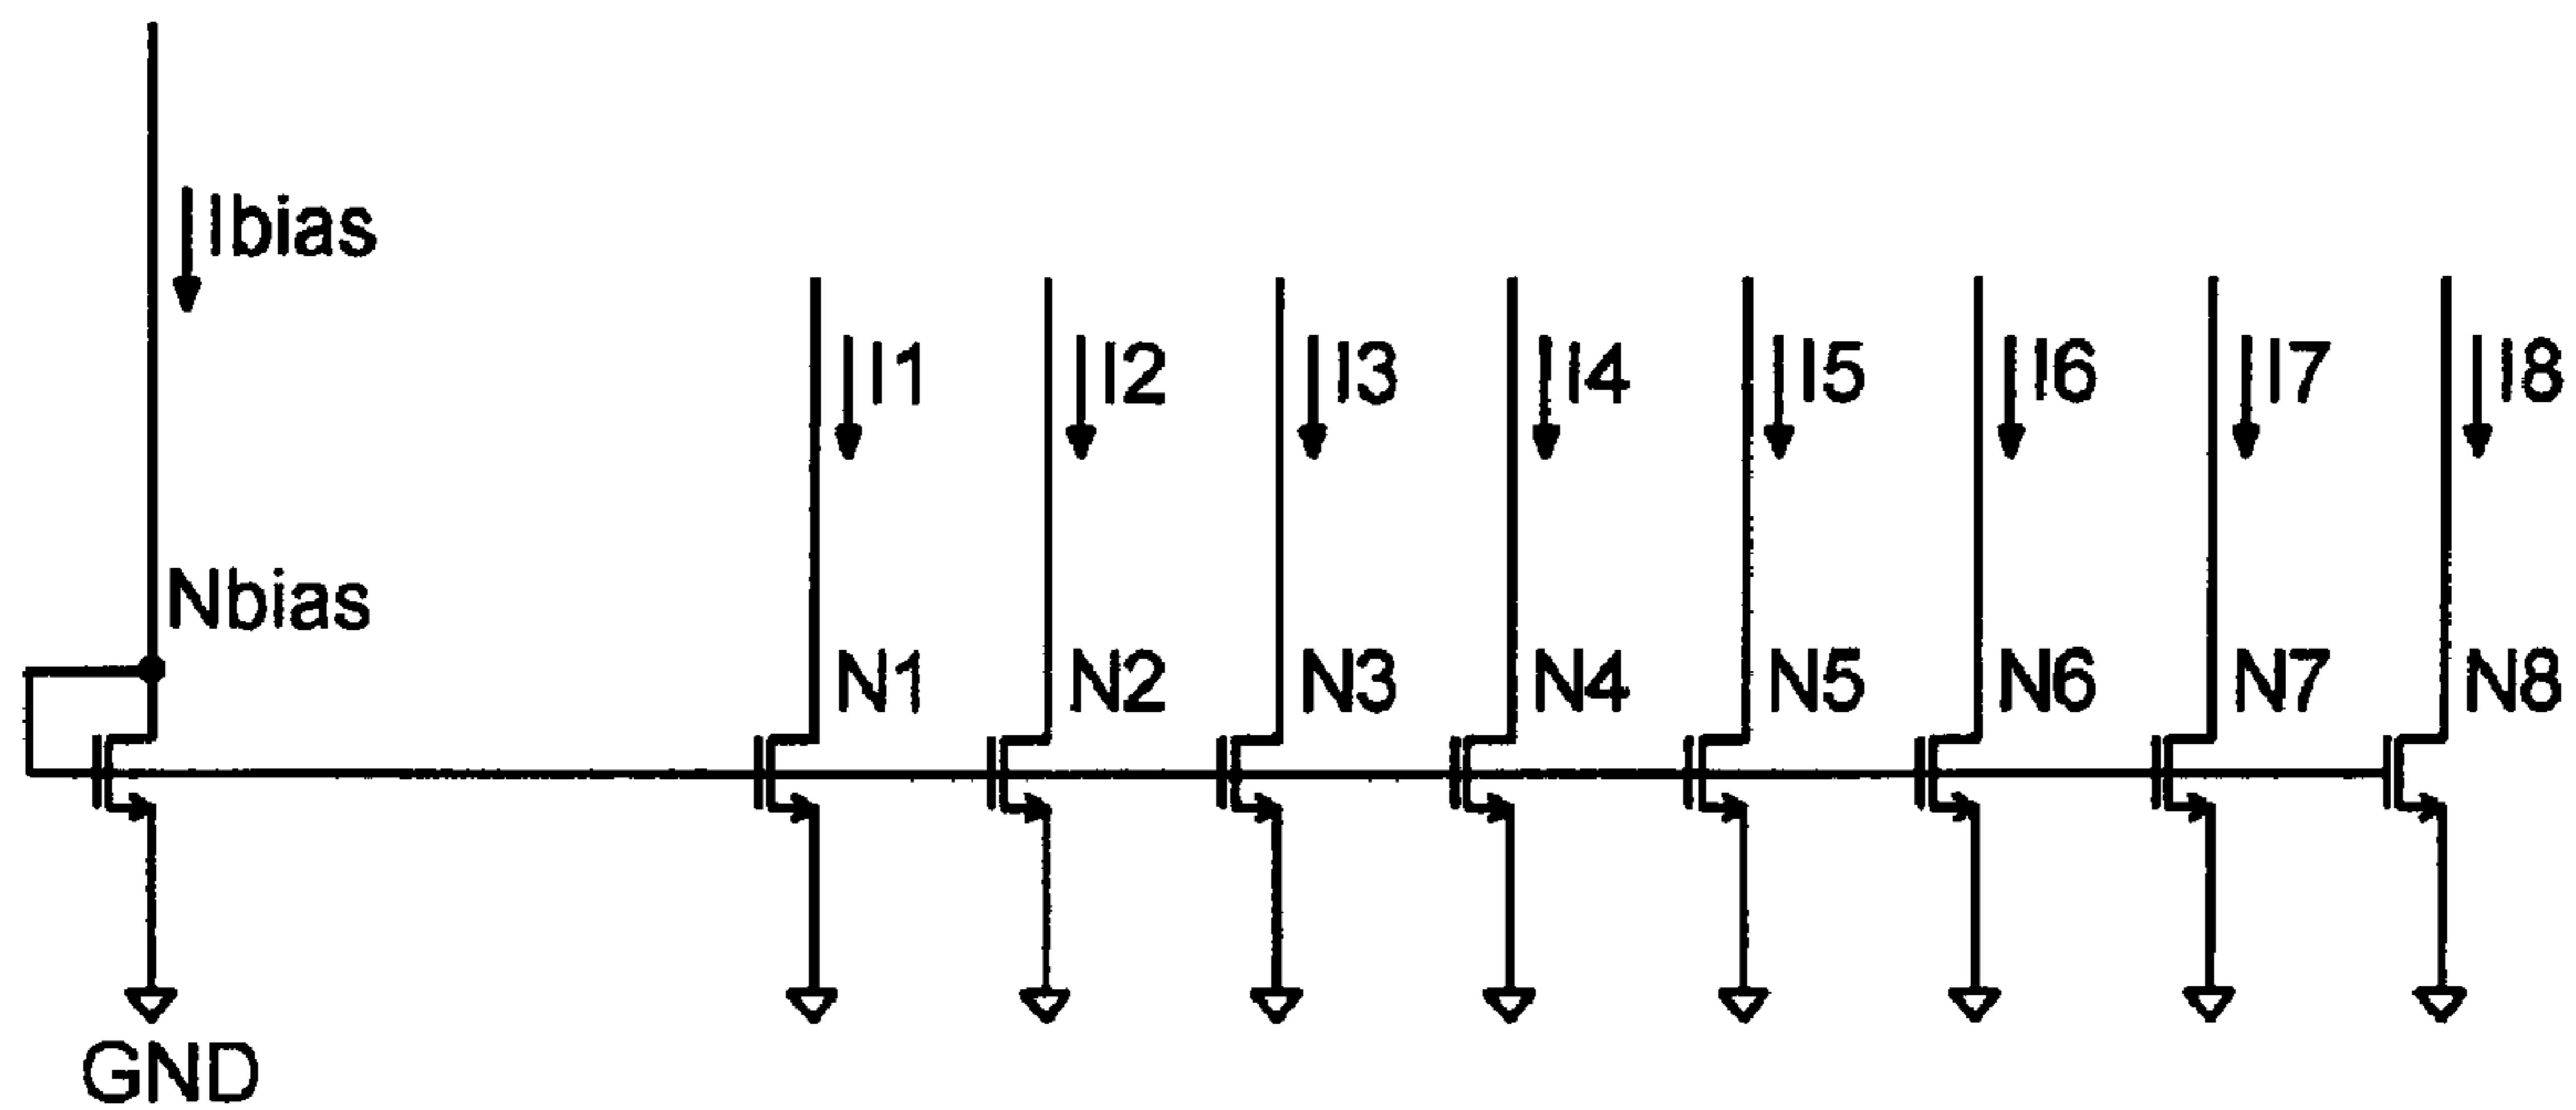 Ibias
I1 I2 I3 I4 I5 I6 I7 I8
Nbias
N1 N2 N3 N4 N5 N6 N7 N8
GND